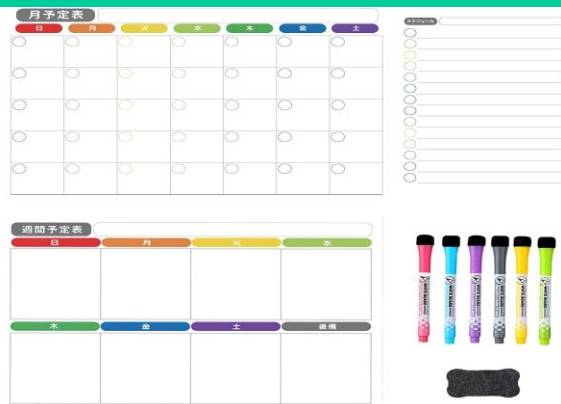 月予定表
日 月 火 水 木 金 土
スケジュール
週間予定表
日 月 火 水
木 金 土 後備